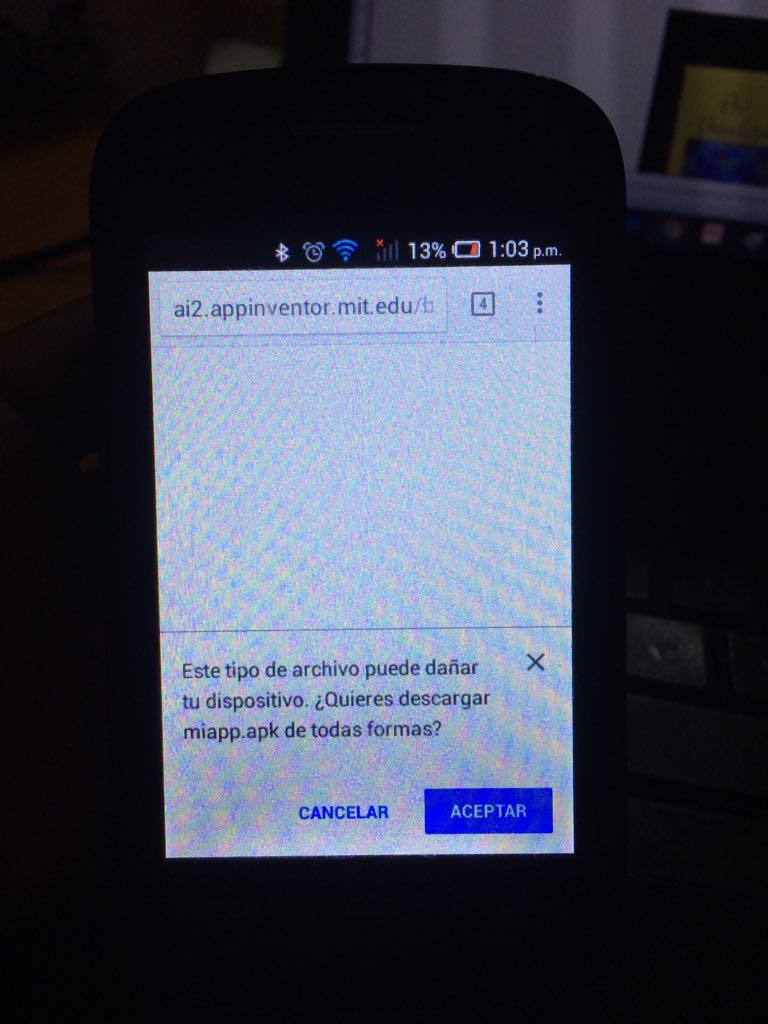 13% 1:03 p.m.
ai2.appinventor.mit.edu/b
4
Este tipo de archivo puede dañar
tu dispositivo. ¿Quieres descargar
miapp.apk de todas formas?
CANCELAR ACEPTAR